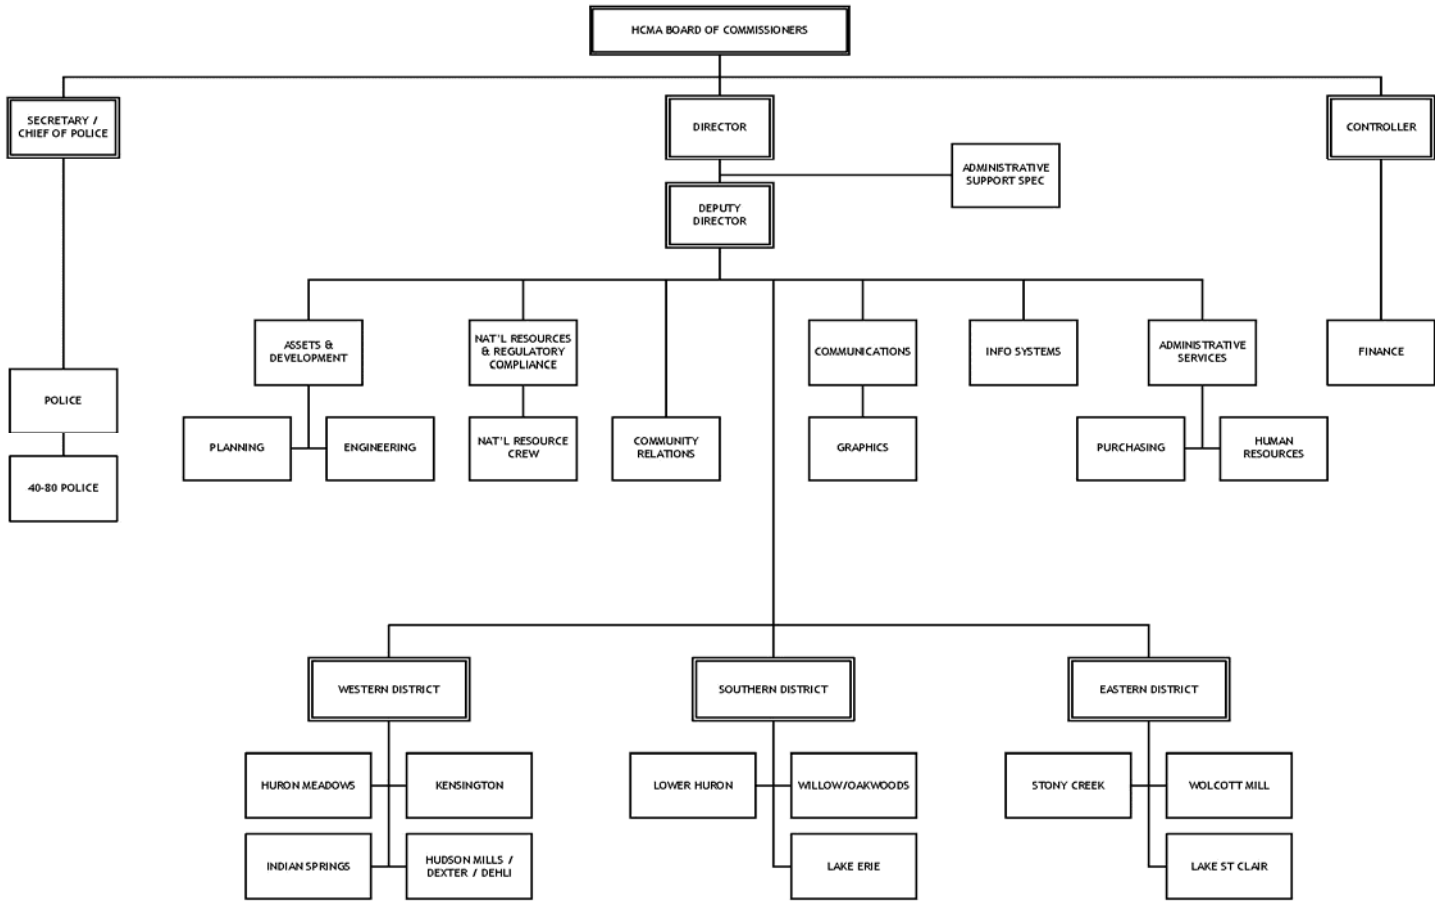 HCMA BOARD OF COMMISSIONERS
SECRETARY /
CHIEF OF POLICE
DIRECTOR
CONTROLLER
ADMINISTRATIVE
SUPPORT SPEC
DEPUTY
DIRECTOR
ASSETS &
DEVELOPMENT
NAT'L RESOURCES
& REGULATORY
COMPLIANCE
COMMUNICATIONS
INFO SYSTEMS
ADMINISTRATIVE
SERVICES
FINANCE
POLICE
PLANNING
ENGINEERING
NAT'L RESOURCE
CREW
COMMUNITY
RELATIONS
GRAPHICS
PURCHASING
HUMAN
RESOURCES
40-80 POLICE
WESTERN DISTRICT
SOUTHERN DISTRICT
EASTERN DISTRICT
HURON MEADOWS
KENSINGTON
LOWER HURON
WILLOW/OAKWOODS
STONY CREEK
WOLCOTT MILL
INDIAN SPRINGS
HUDSON MILLS /
DEXTER / DEHLI
LAKE ERIE
LAKE ST CLAIR